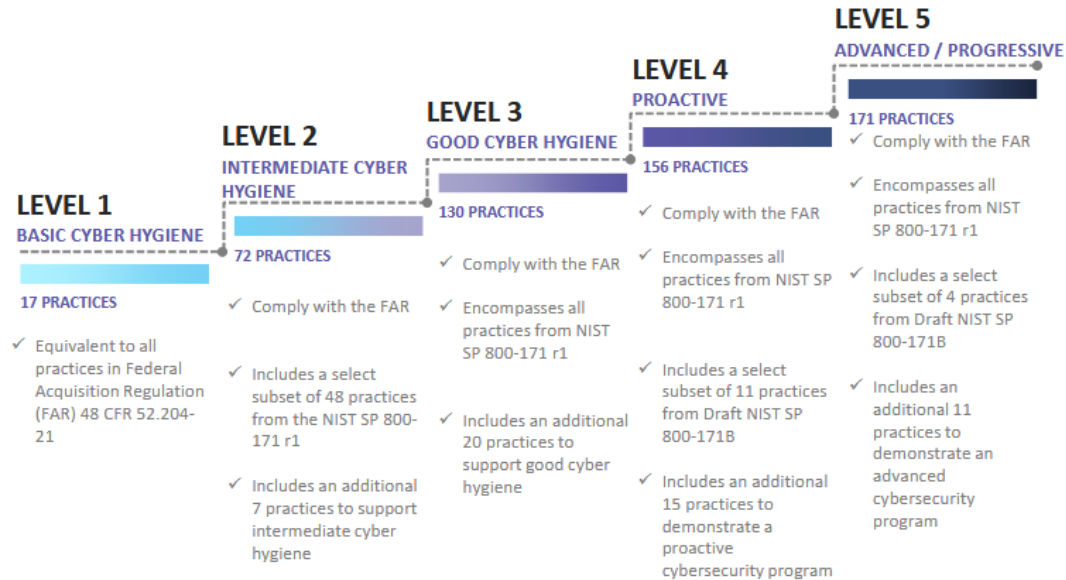 LEVEL 1
BASIC CYBER HYGIENE
17 PRACTICES
✓ Equivalent to all
practices in Federal
Acquisition Regulation
(FAR) 48 CFR 52.204-
21
LEVEL 2
INTERMEDIATE CYBER
HYGIENE
72 PRACTICES
✓ Comply with the FAR
✓ Includes a select
subset of 48 practices
from the NIST SP 800-
171 r1
✓ Includes an additional
7 practices to support
intermediate cyber
hygiene
LEVEL 3
GOOD CYBER HYGIENE
130 PRACTICES
✓ Comply with the FAR
✓ Encompasses all
practices from NIST
SP 800-171 r1
✓ Includes an additional
20 practices to
support good cyber
hygiene
LEVEL 4
PROACTIVE
156 PRACTICES
✓ Comply with the FAR
✓ Encompasses all
practices from NIST SP
800-171 r1
✓ Includes a select
subset of 11 practices
from Draft NIST SP
800-171B
✓ Includes an additional
15 practices to
demonstrate a
proactive
cybersecurity program
LEVEL 5
ADVANCED / PROGRESSIVE
171 PRACTICES
✓ Comply with the FAR
✓ Encompasses all
practices from NIST
SP 800-171 r1
✓ Includes a select
subset of 4 practices
from Draft NIST SP
800-171B
✓ Includes an
additional 11
practices to
demonstrate an
advanced
cybersecurity
program